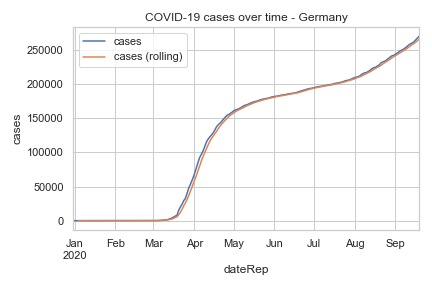 COVID-19 cases over time - Germany
cases
cases (rolling)
250000
200000
150000
100000
50000
0
cases
Jan Feb Mar Apr May Jun Jul Aug Sep
2020
dateRep